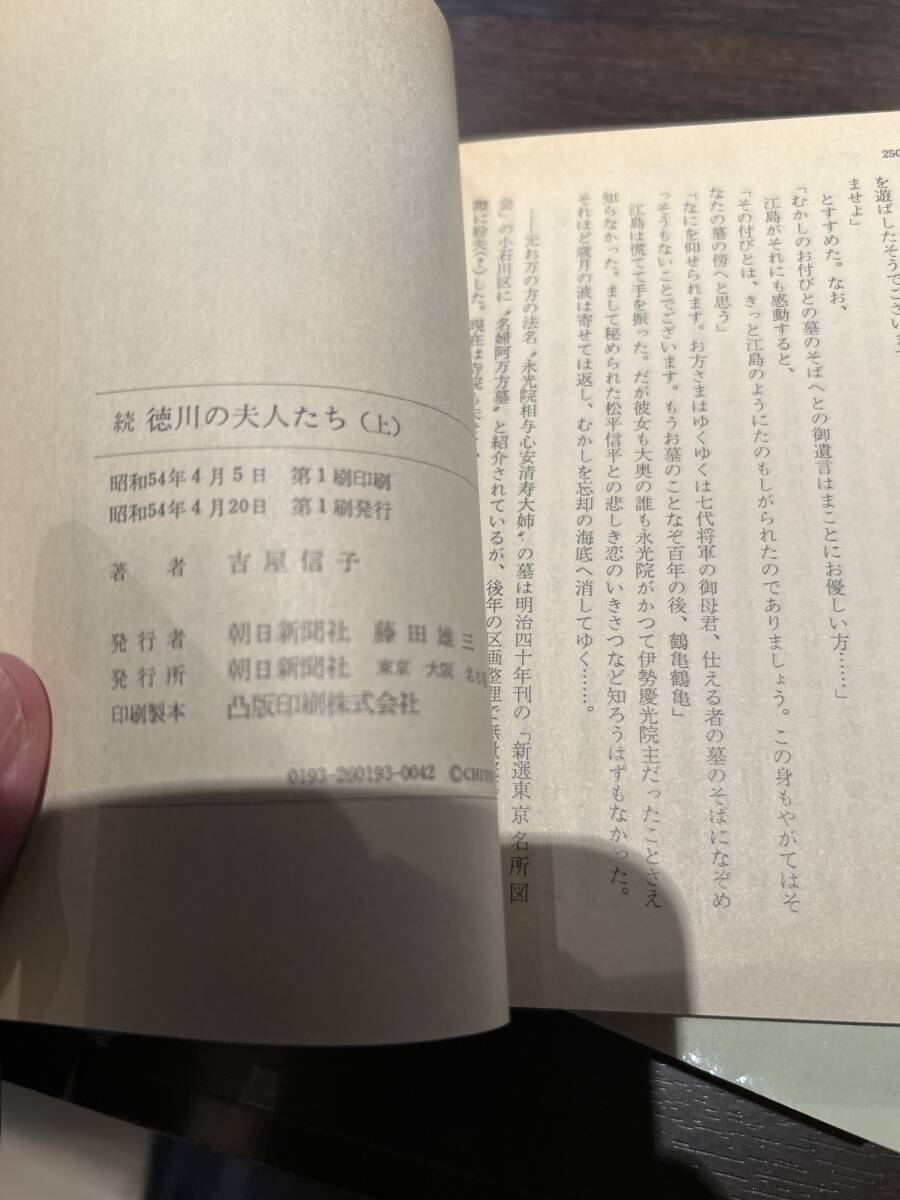 続 徳川の夫人たち（上）
昭和54年4月5日 第1刷印刷
昭和54年4月20日 第1刷発行
著者 吉屋信子
発行者 朝日新聞社 藤田雄三
発行所 朝日新聞社 東京 大阪
印刷製本 凸版印刷株式会社
0193-260193-0042 ©CHIYO
250
を遊ばしたそうでござい
ませよ」
とすすめた。なお、
「むかしのお付びとの墓のそばへとの御遺言はまことにお優しい方……」
江島がそれにも感動すると、
「その付びとは、きっと江島のようにたのもしがられたのでありましょう。この身もやがてはそ
なたの墓の傍へと思う」
「なにを仰せられます。お方さまはゆくゆくは七代将軍の御母君、仕える者の墓のそばになぞめ
っそうもないことでございます。もうお墓のことなぞ百年の後、鶴亀鶴亀」
江島は慌てて手を振った。だが彼女も大奥の誰も永光院がかつて伊勢慶光院主だったことさえ
知らなかった。まして秘められた松平信平との悲しき恋のいきさつなど知ろうはずもなかった。
それほど歳月の波は寄せては返し、むかしを忘却の海底へ消してゆく……。
――尤お万の方の法名〝永光院相与心安清寿大姉〟の墓は明治四十年刊の「新選東京名所図
会」の小石川区に〝名婦阿万方墓〟と紹介されているが、後年の区画整理で無
際に紛失(？)した。現在は寺院